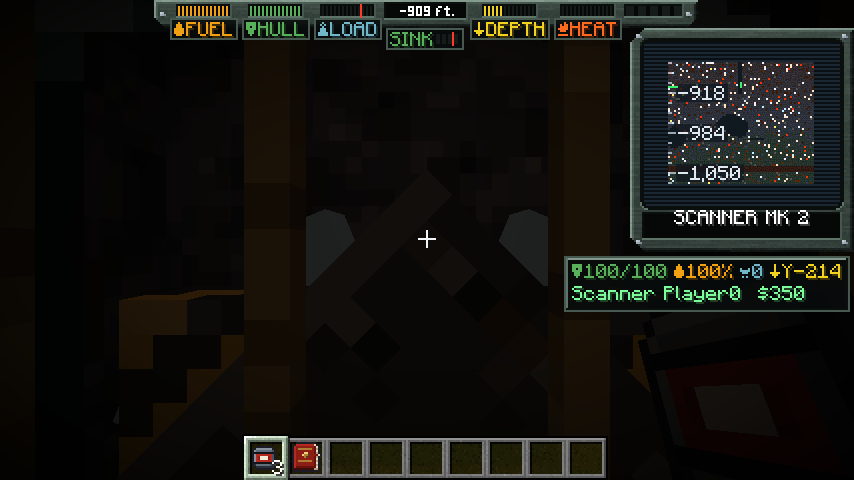 -909 ft.
FUEL HULL LOAD SINK DEPTH HEAT
-918
-984
-1,050
SCANNER MK 2
100/100 100% 0 Y-214
Scanner Player0 $350
3